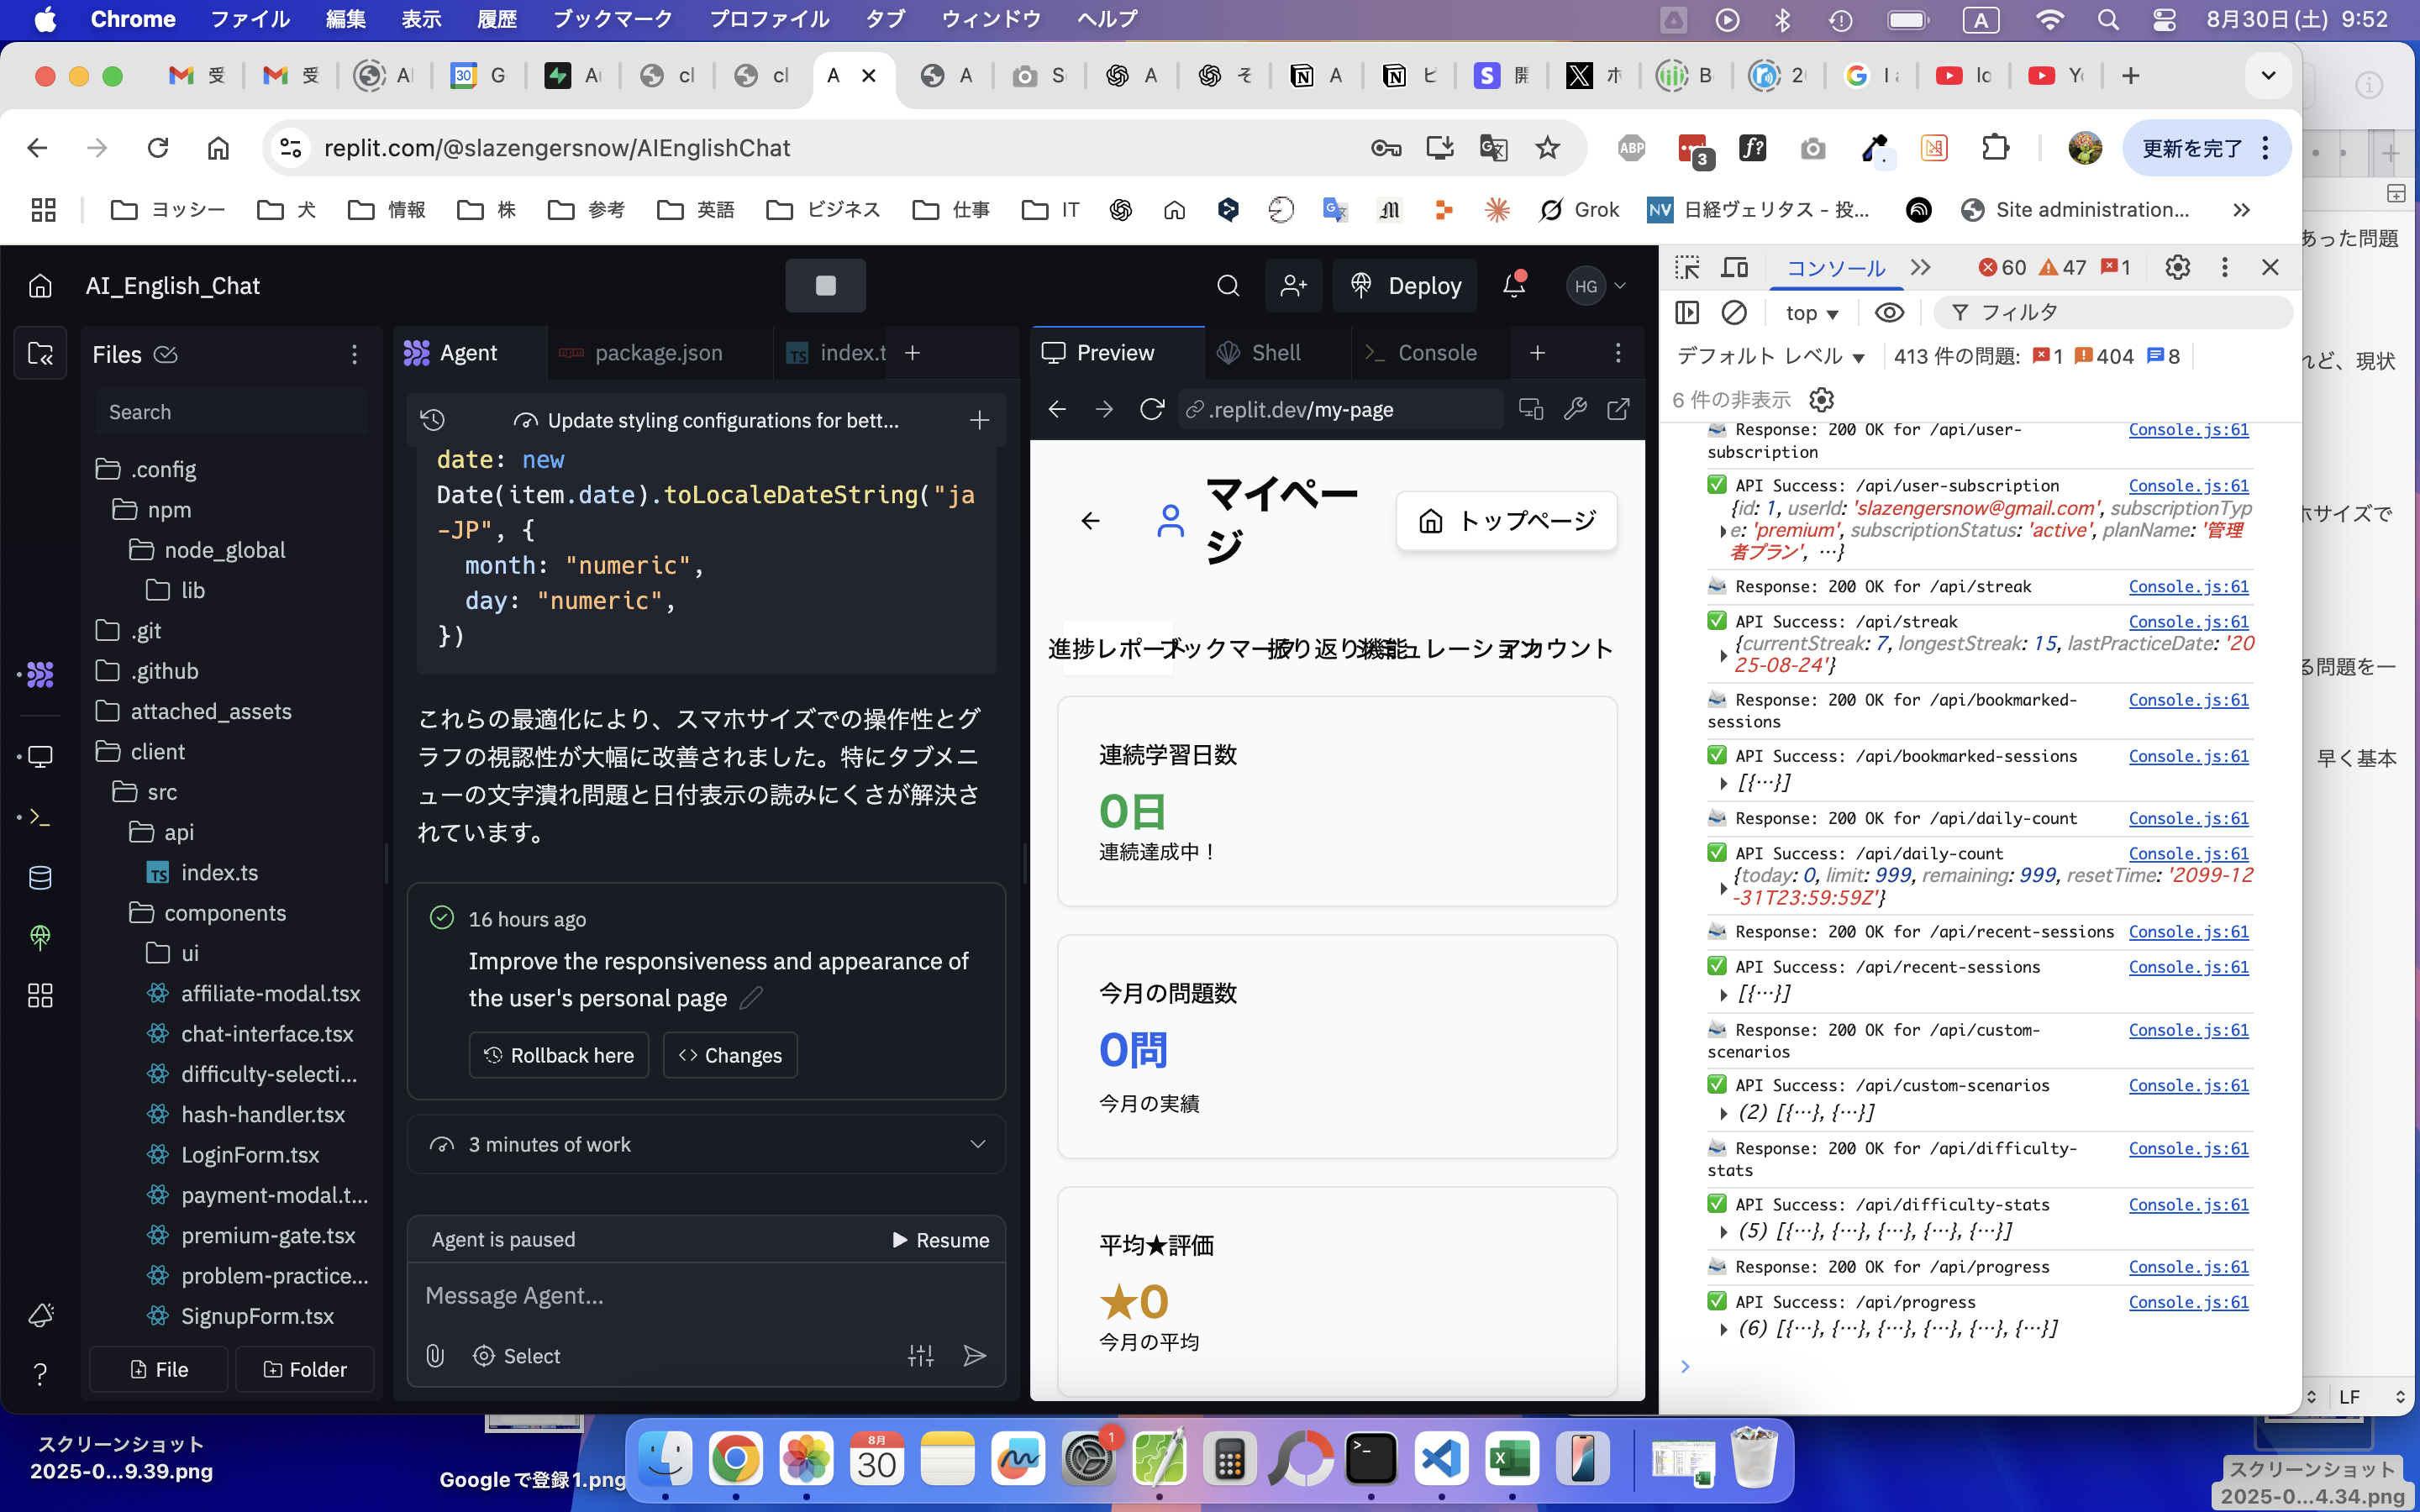 Chrome ファイル 編集 表示 履歴 ブックマーク プロファイル タブ ウィンドウ ヘルプ
A 8月30日(土) 9:52
受 受 30 G cl cl A A S A そ A ビ 開 X ホ B 2
replit.com/@slazengersnow/AIEnglishChat
ABP 3 f? 更新を完了
ヨッシー 犬 情報 株 参考 英語 ビジネス 仕事 IT Grok NV 日経ヴェリタス - 投... Site administration...
AI_English_Chat
Deploy
HG
Files
Search
.config
npm
node_global
lib
.git
.github
attached_assets
client
src
api
index.ts
components
ui
affiliate-modal.tsx
chat-interface.tsx
difficulty-selecti...
hash-handler.tsx
LoginForm.tsx
payment-modal.t...
premium-gate.tsx
problem-practice...
SignupForm.tsx
File Folder
Agent package.json index.t
Update styling configurations for bett...
date: new
Date(item.date).toLocaleDateString("ja
-JP", {
month: "numeric",
day: "numeric",
})
これらの最適化により、スマホサイズでの操作性とグ
ラフの視認性が大幅に改善されました。特にタブメニ
ューの文字潰れ問題と日付表示の読みにくさが解決さ
れています。
16 hours ago
Improve the responsiveness and appearance of
the user's personal page
Rollback here Changes
3 minutes of work
Agent is paused Resume
Message Agent...
Select
Preview Shell Console
.replit.dev/my-page
マイペー
ジ
トップページ
進捗レポート ブックマーク 振り返り機能 シミュレーション アカウント
連続学習日数
0日
連続達成中！
今月の問題数
0問
今月の実績
平均★評価
★0
今月の平均
コンソール 60 47 1
top フィルタ
デフォルト レベル 413 件の問題: 1 404 8
6 件の非表示
Response: 200 OK for /api/user- Console.js:61
subscription
API Success: /api/user-subscription Console.js:61
{id: 1, userId: 'slazengersnow@gmail.com', subscriptionTyp
e: 'premium', subscriptionStatus: 'active', planName: '管理
者プラン', …}
Response: 200 OK for /api/streak Console.js:61
API Success: /api/streak Console.js:61
{currentStreak: 7, longestStreak: 15, lastPracticeDate: '20
25-08-24'}
Response: 200 OK for /api/bookmarked- Console.js:61
sessions
API Success: /api/bookmarked-sessions Console.js:61
[{…}]
Response: 200 OK for /api/daily-count Console.js:61
API Success: /api/daily-count Console.js:61
{today: 0, limit: 999, remaining: 999, resetTime: '2099-12
-31T23:59:59Z'}
Response: 200 OK for /api/recent-sessions Console.js:61
API Success: /api/recent-sessions Console.js:61
[{…}]
Response: 200 OK for /api/custom- Console.js:61
scenarios
API Success: /api/custom-scenarios Console.js:61
(2) [{…}, {…}]
Response: 200 OK for /api/difficulty- Console.js:61
stats
API Success: /api/difficulty-stats Console.js:61
(5) [{…}, {…}, {…}, {…}, {…}]
Response: 200 OK for /api/progress Console.js:61
API Success: /api/progress Console.js:61
(6) [{…}, {…}, {…}, {…}, {…}, {…}]
あった問題
れど、現状
ホサイズで
る問題を一
早く基本
LF
スクリーンショット
2025-0...9.39.png
Googleで登録1.png
8月
30
1
スクリーンショット
2025-0...4.34.png